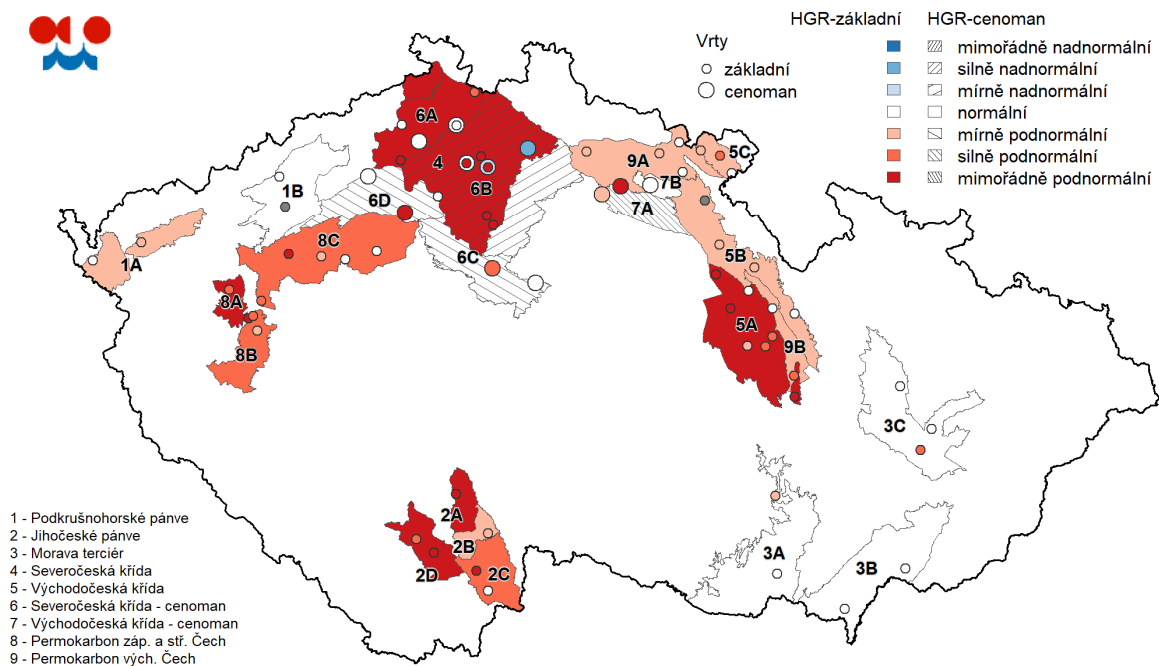 HGR-základní HGR-cenoman
Vrty
základní
cenoman
mimořádně nadnormální
silně nadnormální
mírně nadnormální
normální
mírně podnormální
silně podnormální
mimořádně podnormální
6A
4
6B
9A
5C
7B
7A
1B
6D
1A
8C
6C
5B
8A
5A
8B
9B
3C
2A
2B
2D
2C
3A
3B
1 - Podkrušnohorské pánve
2 - Jihočeské pánve
3 - Morava terciér
4 - Severočeská křída
5 - Východočeská křída
6 - Severočeská křída - cenoman
7 - Východočeská křída - cenoman
8 - Permokarbon záp. a stř. Čech
9 - Permokarbon vých. Čech